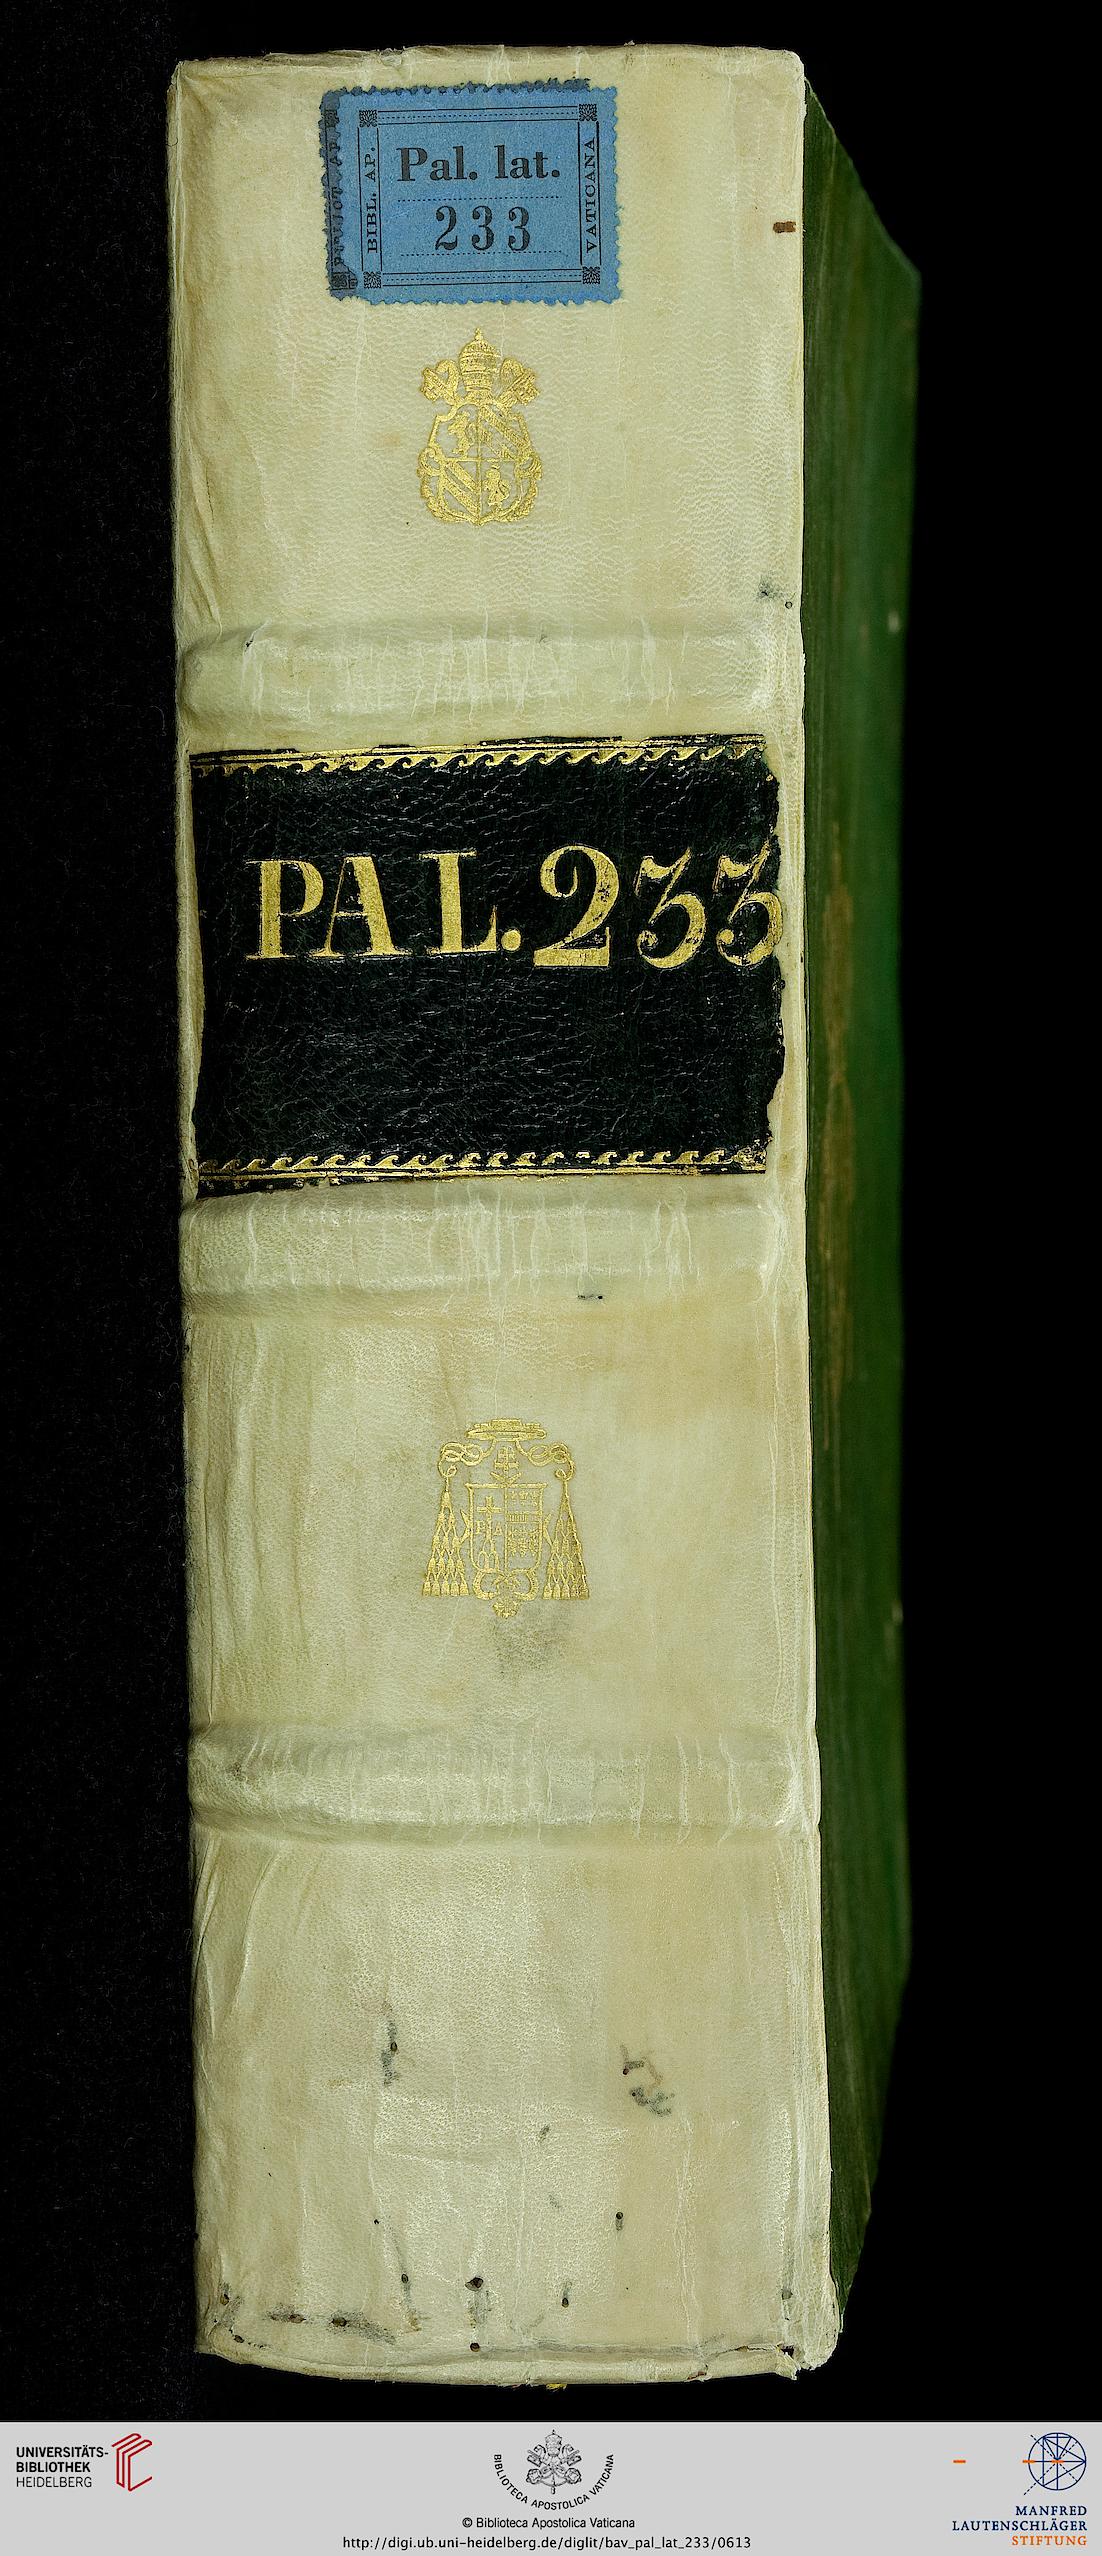 Pal. lat.
BIBL. AP.
233
VATICANA
PAL. 233
UNIVERSITÄTS-
BIBLIOTHEK
HEIDELBERG
BIBLIOTECA APOSTOLICA VATICANA
© Biblioteca Apostolica Vaticana
http://digi.ub.uni-heidelberg.de/diglit/bav_pal_lat_233/0613
MANFRED
LAUTENSCHLÄGER
STIFTUNG